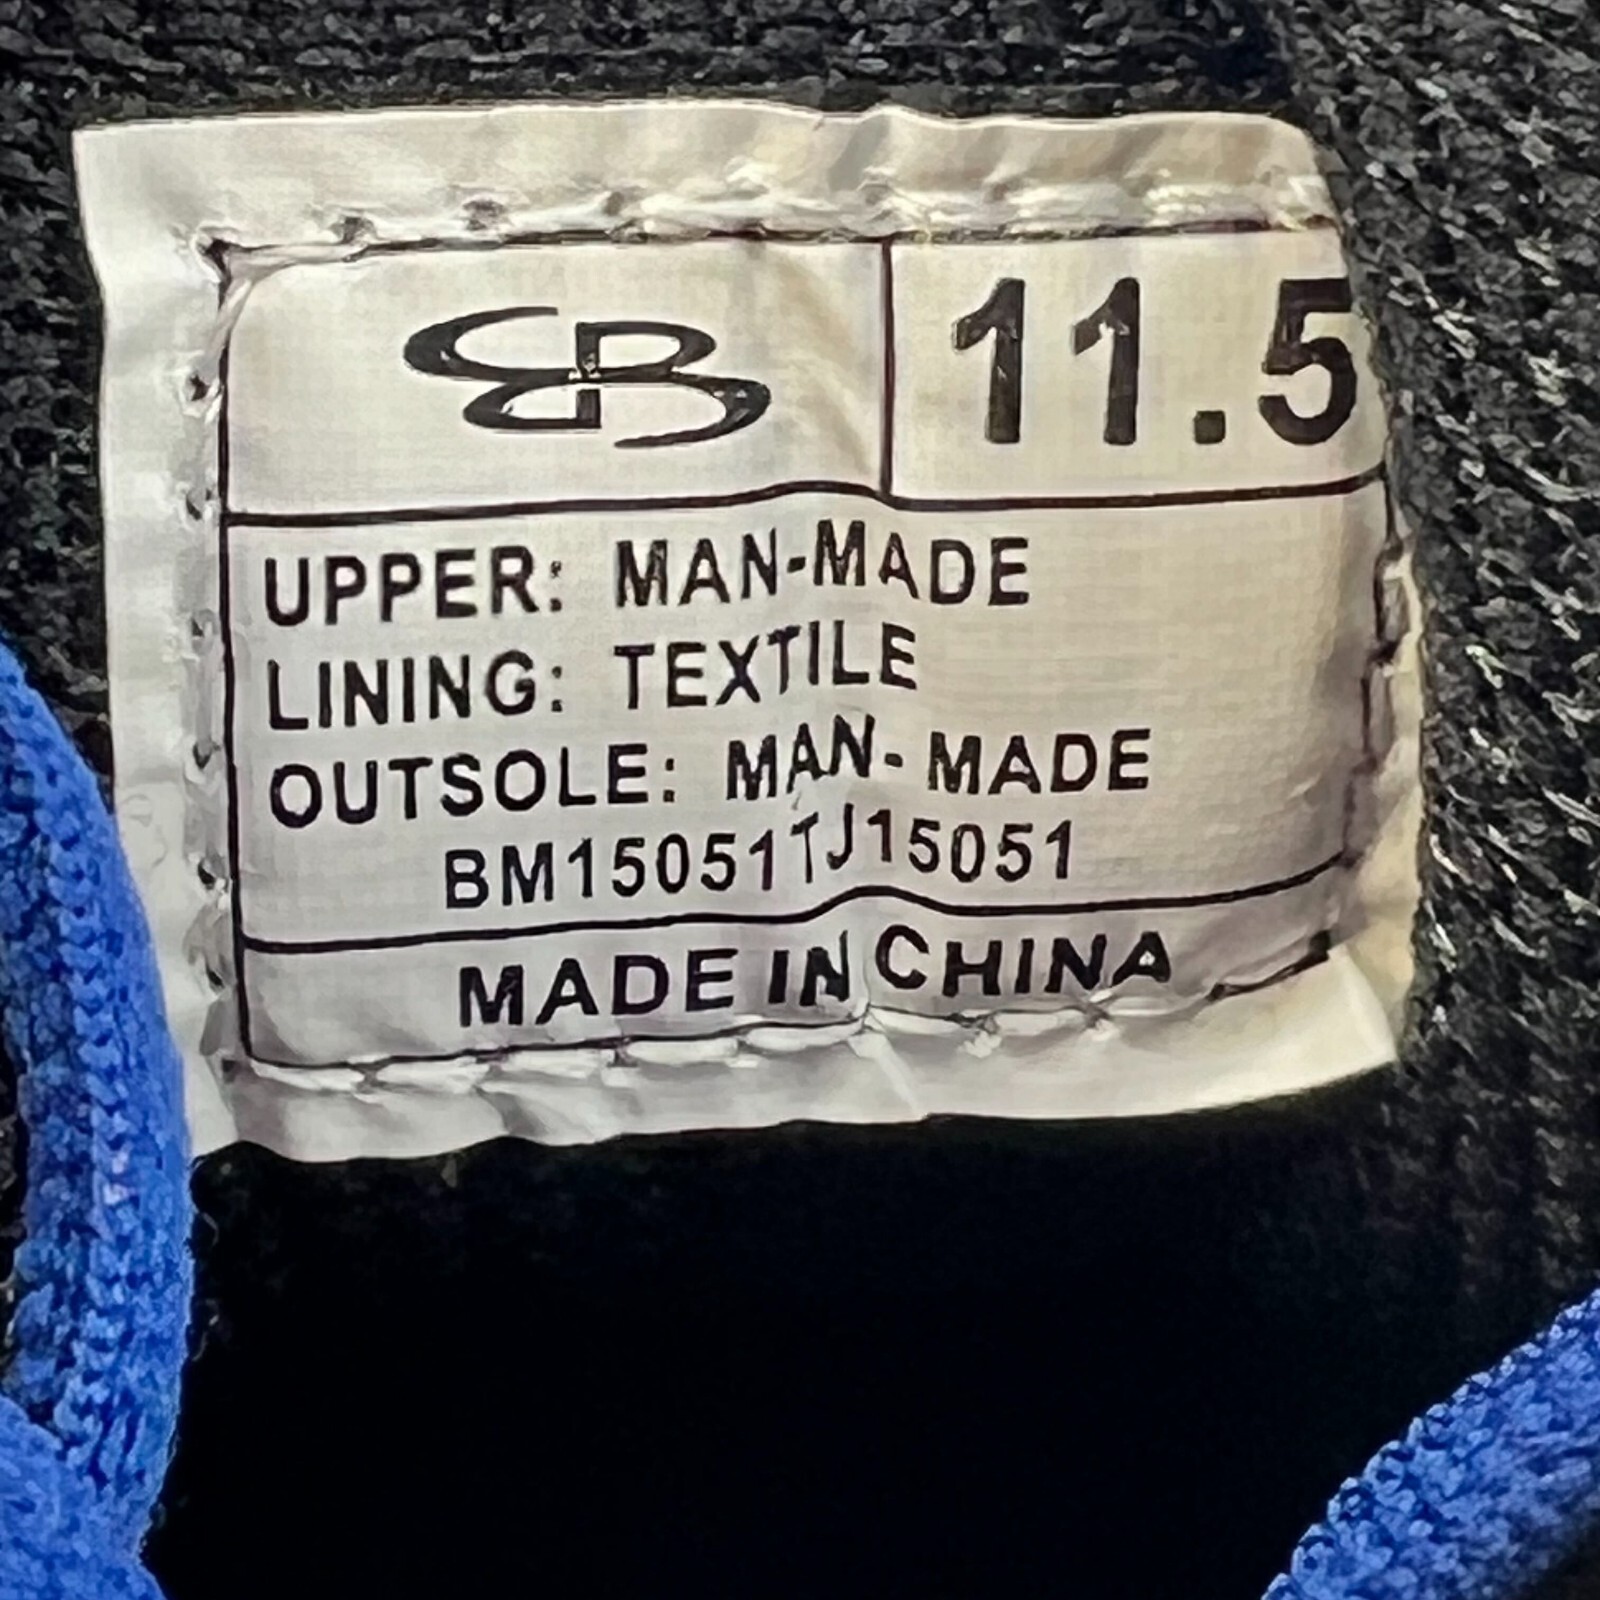 11.5
UPPER: MAN-MADE
LINING: TEXTILE
OUTSOLE: MAN-MADE
BM15051TJ15051
MADE IN CHINA